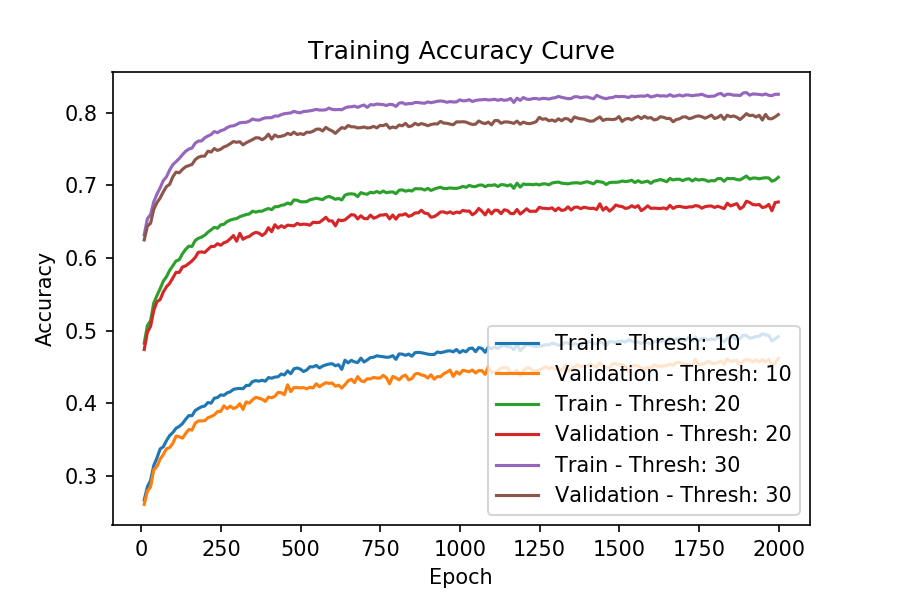 Training Accuracy Curve
Accuracy
0.8
0.7
0.6
0.5
0.4
0.3
Train - Thresh: 10
Validation - Thresh: 10
Train - Thresh: 20
Validation - Thresh: 20
Train - Thresh: 30
Validation - Thresh: 30
0 250 500 750 1000 1250 1500 1750 2000
Epoch